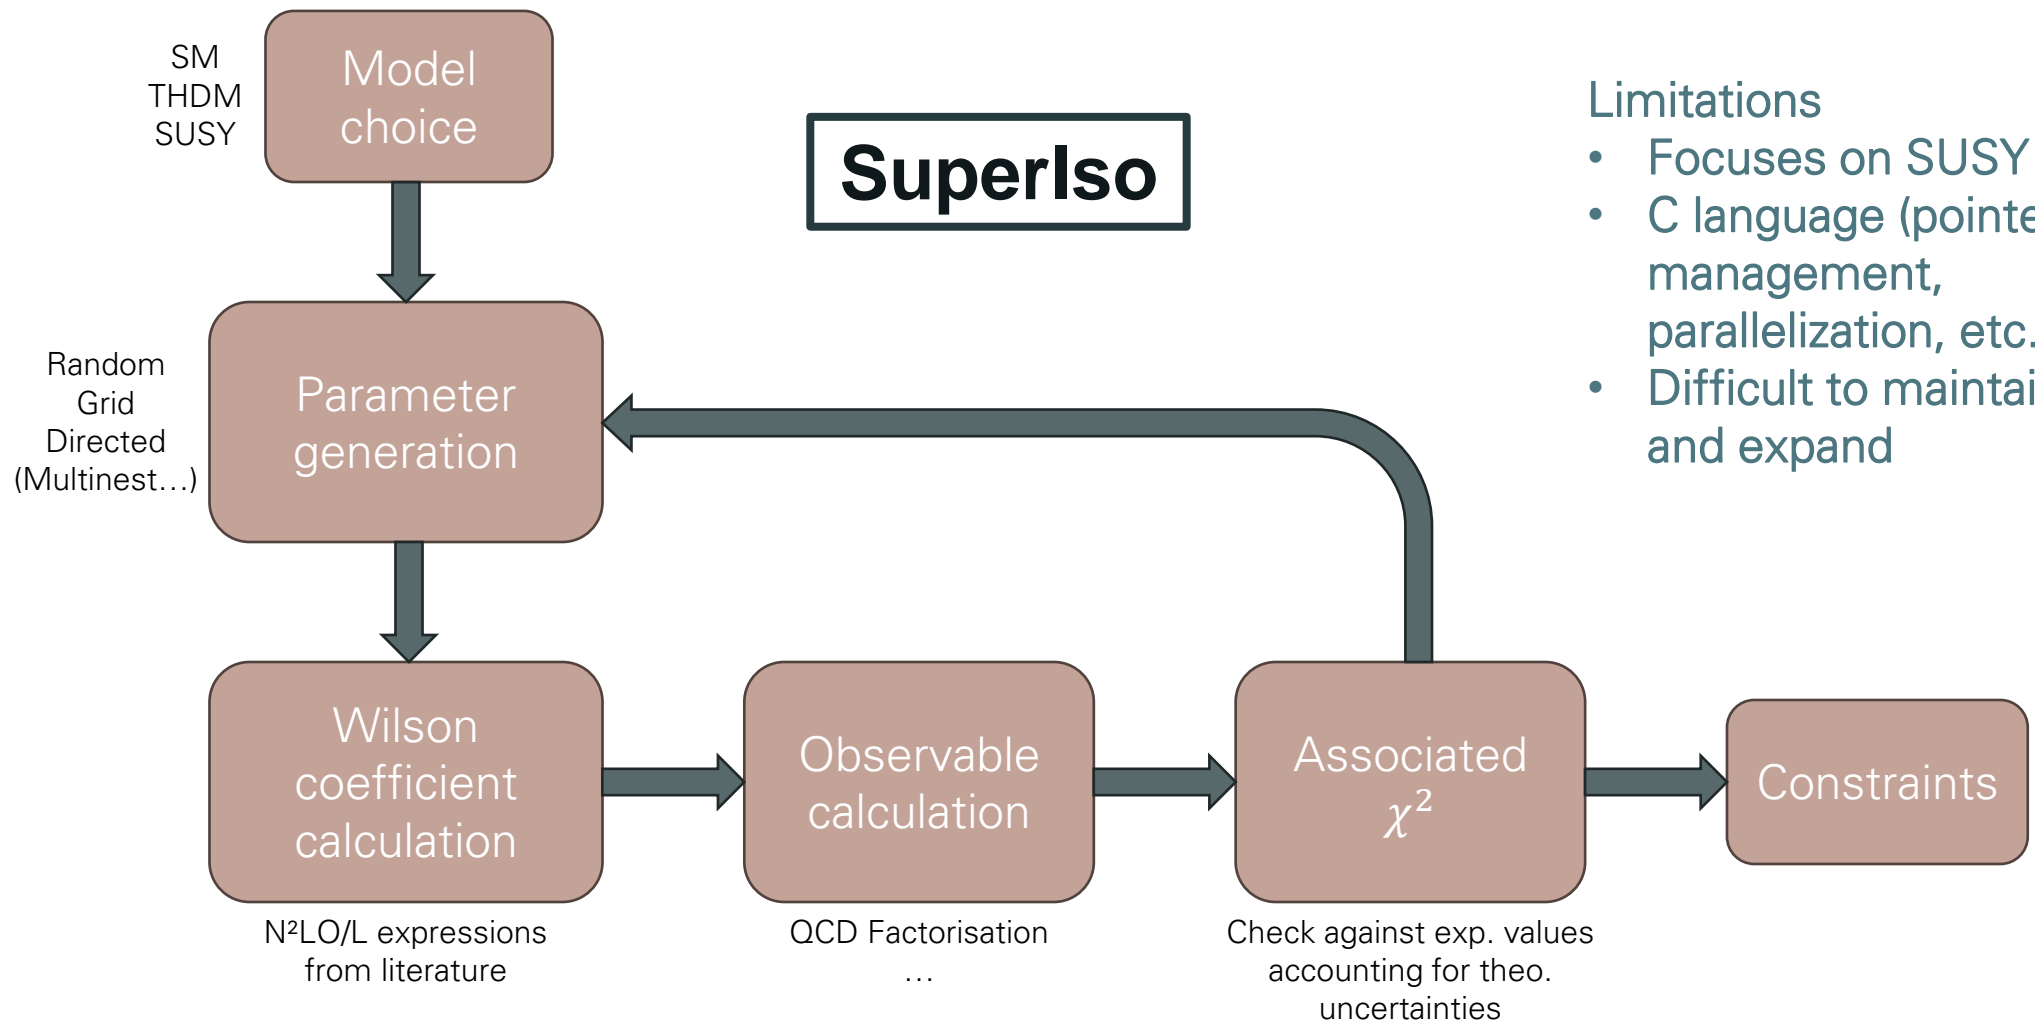 SM
THDM
SUSY
Model
choice
SuperIso
Limitations
• Focuses on SUSY
• C language
management,
parallelization, etc.
• Difficult to
and expand
Random
Grid
Directed
(Multinest…)
Parameter
generation
Wilson
coefficient
calculation
Observable
calculation
Associated
χ²
Constraints
N²LO/L expressions
from literature
QCD Factorisation
…
Check against exp. values
accounting for theo.
uncertainties